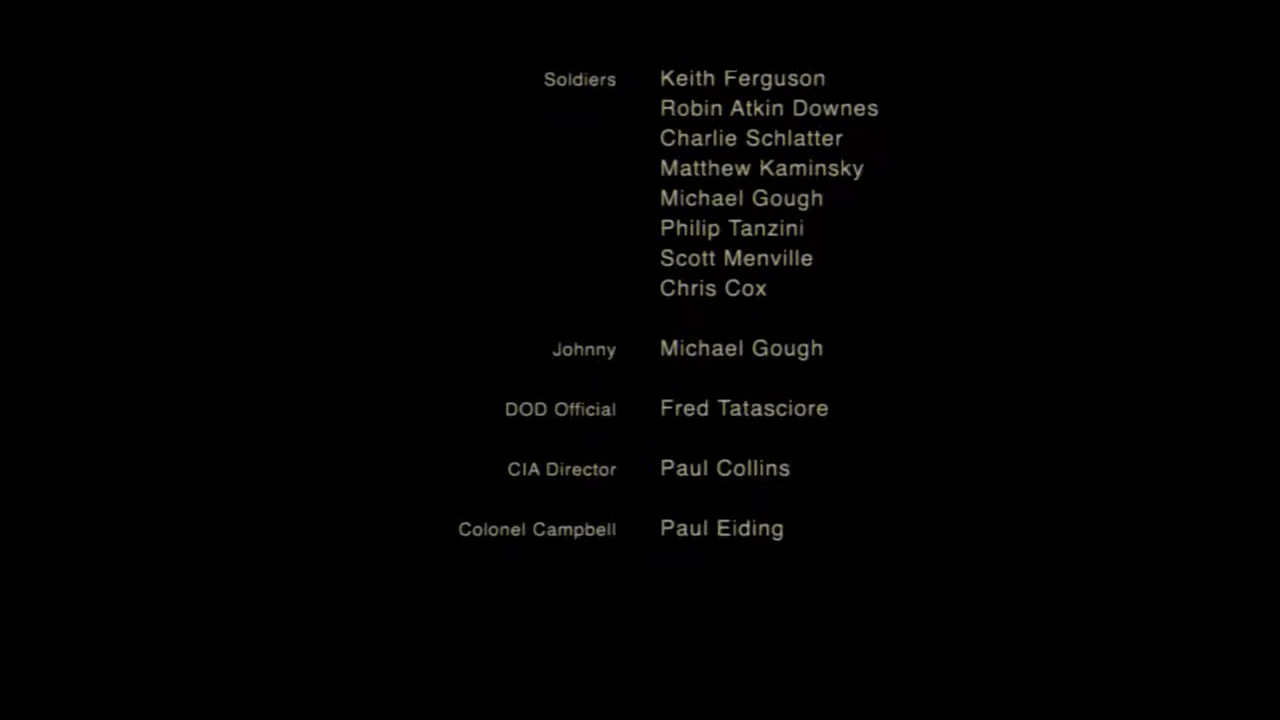 Soldiers Keith Ferguson
Robin Atkin Downes
Charlie Schlatter
Matthew Kaminsky
Michael Gough
Philip Tanzini
Scott Menville
Chris Cox
Johnny Michael Gough
DOD Official Fred Tatasciore
CIA Director Paul Collins
Colonel Campbell Paul Eiding